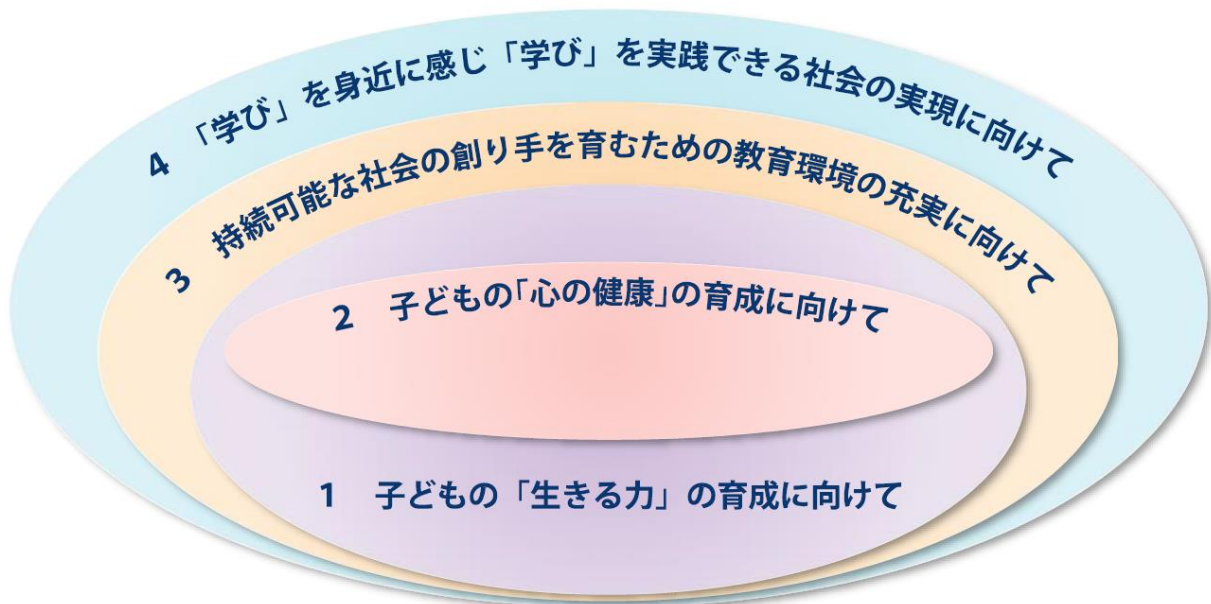 4 「学び」を身近に感じ「学び」を実践できる社会の実現に向けて
3 持続可能な社会の創り手を育むための教育環境の充実に向けて
2 子どもの「心の健康」の育成に向けて
1 子どもの「生きる力」の育成に向けて